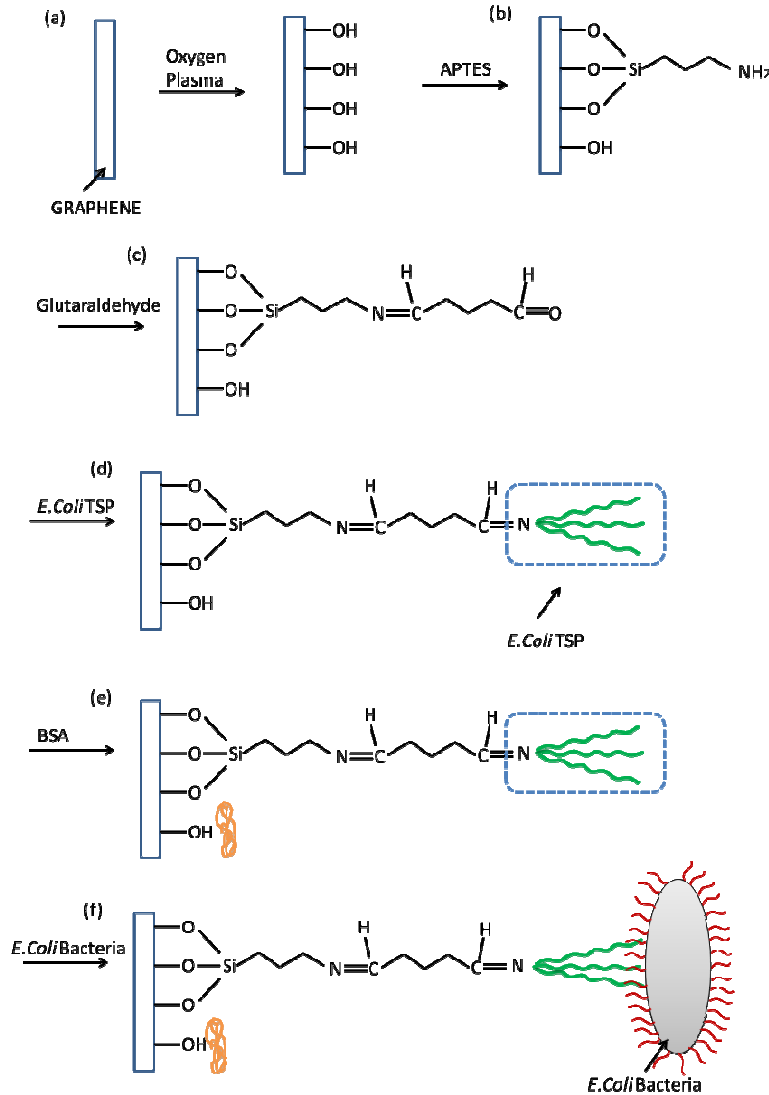 (a)
Oxygen
Plasma
GRAPHENE
OH
OH
OH
OH
APTES
(b)
O
O
Si
NH2
O
OH
(c)
Glutaraldehyde
O
H
H
O
Si
N
C
C
O
O
OH
(d)
E.Coli TSP
O
H
H
O
Si
N
C
C
N
O
OH
E.Coli TSP
(e)
BSA
O
H
H
O
Si
N
C
C
N
O
OH
(f)
E.Coli Bacteria
O
H
H
O
Si
N
C
C
N
O
OH
E.Coli Bacteria